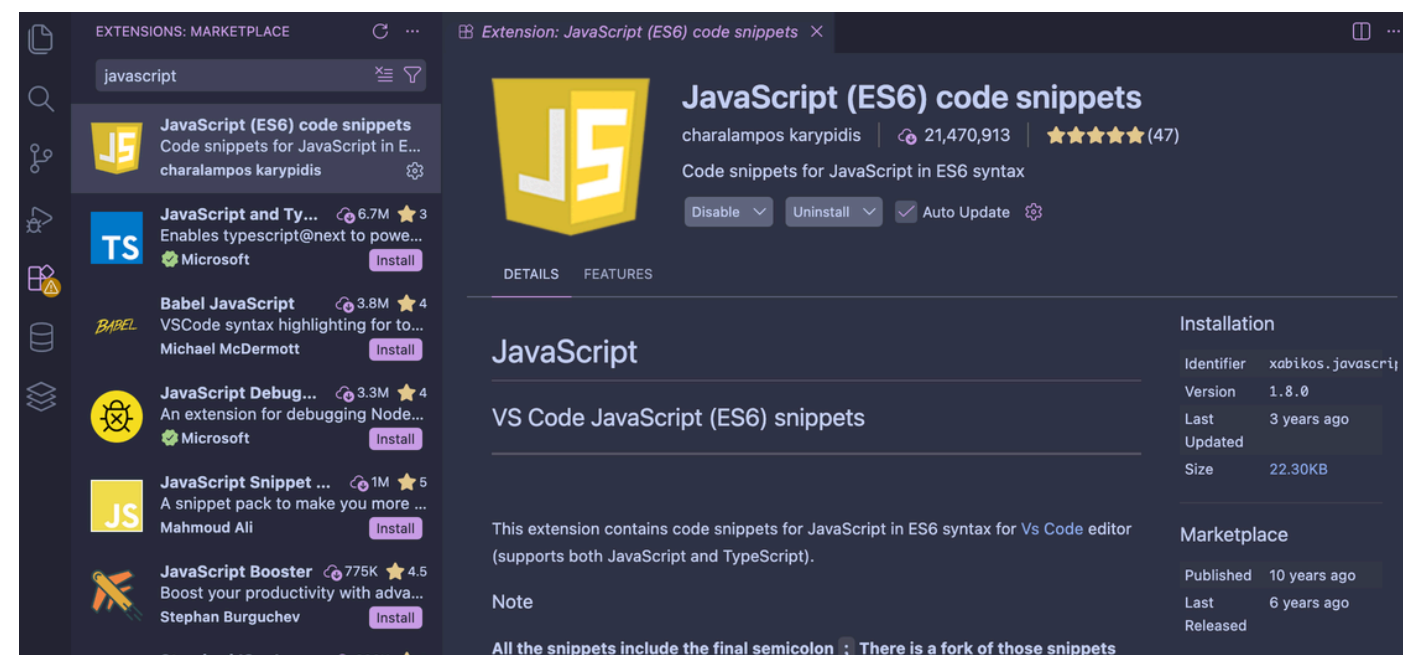 EXTENSIONS: MARKETPLACE
javascript
JavaScript (ES6) code snippets
Code snippets for JavaScript in E...
charalampos karypidis
TS
JavaScript and Ty... 6.7M 3
Enables typescript@next to powe...
Microsoft Install
BABEL
Babel JavaScript 3.8M 4
VSCode syntax highlighting for to...
Michael McDermott Install
JavaScript Debug... 3.3M 4
An extension for debugging Node...
Microsoft Install
JS
JavaScript Snippet ... 1M 5
A snippet pack to make you more ...
Mahmoud Ali Install
JavaScript Booster 775K 4.5
Boost your productivity with adva...
Stephan Burguchev Install
Extension: JavaScript (ES6) code snippets
JS
JavaScript (ES6) code snippets
charalampos karypidis 21,470,913 (47)
Code snippets for JavaScript in ES6 syntax
Disable Uninstall Auto Update
DETAILS FEATURES
JavaScript
VS Code JavaScript (ES6) snippets
This extension contains code snippets for JavaScript in ES6 syntax for Vs Code editor
(supports both JavaScript and TypeScript).
Note
All the snippets include the final semicolon ; There is a fork of those snippets
Installation
Identifier xabikos.javascrip
Version 1.8.0
Last 3 years ago
Updated
Size 22.30KB
Marketplace
Published 10 years ago
Last 6 years ago
Released